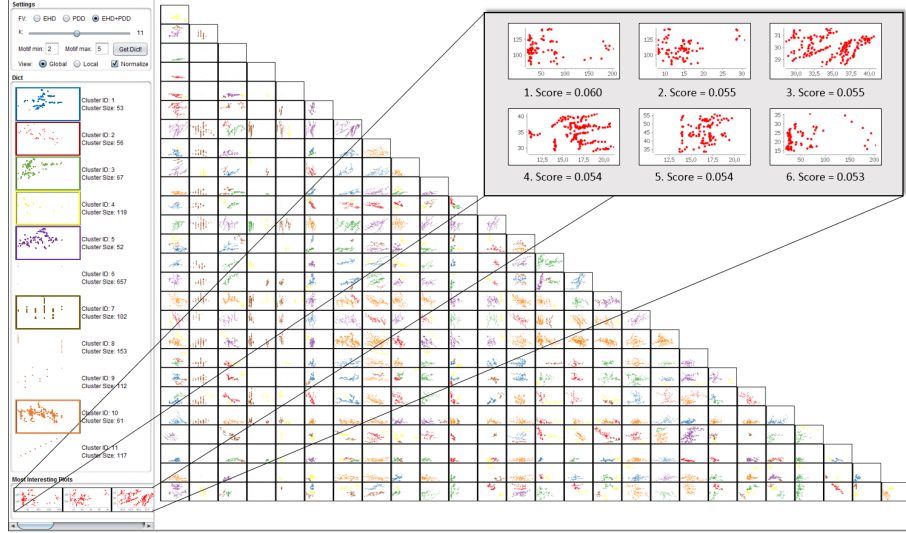 Settings
FV: EHD PDD EHD+PDD
K: 11
Motif min: 2 Motif max: 5 Get Dict!
View: Global Local Normalize
Dict
Cluster ID: 1
Cluster Size: 53
Cluster ID: 2
Cluster Size: 56
Cluster ID: 3
Cluster Size: 67
Cluster ID: 4
Cluster Size: 119
Cluster ID: 5
Cluster Size: 52
Cluster ID: 6
Cluster Size: 657
Cluster ID: 7
Cluster Size: 102
Cluster ID: 8
Cluster Size: 153
Cluster ID: 9
Cluster Size: 112
Cluster ID: 10
Cluster Size: 61
Cluster ID: 11
Cluster Size: 117
Most Interesting Plots
125
100
50 100 150 200
1. Score = 0.060
125
100
10 15 20 25 30
2. Score = 0.055
31
30
29
30,0 32,5 35,0 37,5 40,0
3. Score = 0.055
40
35
30
12,5 15,0 17,5 20,0
4. Score = 0.054
55
50
45
40
35
12,5 15,0 17,5 20,0
5. Score = 0.054
35
30
25
20
15
50 100 150 200
6. Score = 0.053